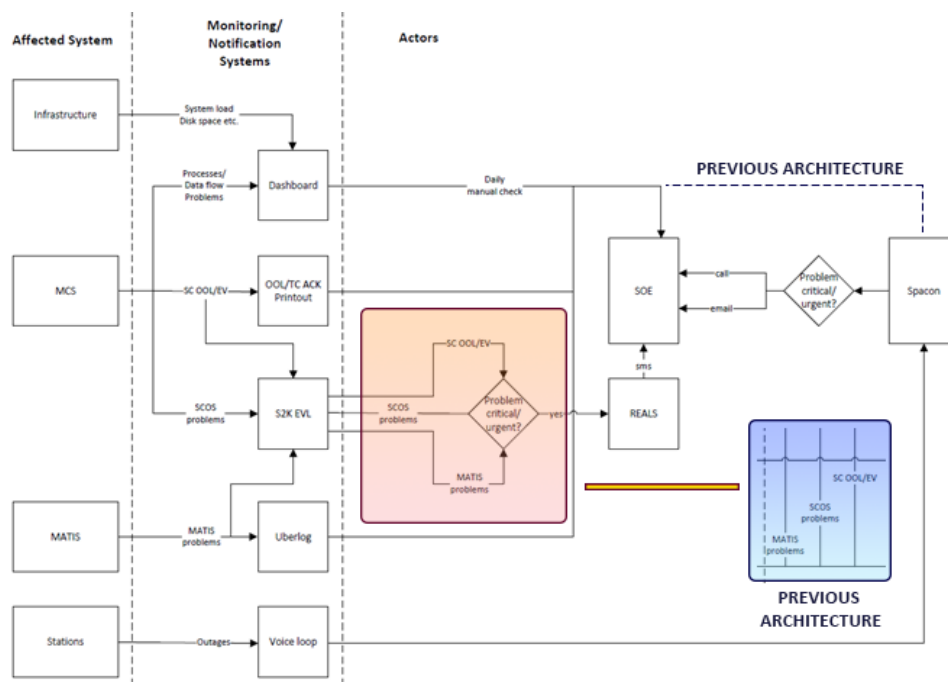 Affected System
Monitoring/
Notification
Systems
Actors
Infrastructure
System load
Disk space etc.
Processes/
Data flow
Problems
Dashboard
Daily
manual check
PREVIOUS ARCHITECTURE
MCS
SC OOL/EV
OOL/TC ACK
Printout
SOE
call
email
Problem
critical/
urgent?
Spacon
SC OOL/EV
SCOS
problems
S2K EVL
SCOS problems
Problem
critical/
urgent?
yes
sms
REALS
MATIS
problems
SC OOL/EV
SCOS
problems
MATIS
problems
PREVIOUS
ARCHITECTURE
MATIS
MATIS
problems
Uberlog
Stations
Outages
Voice loop